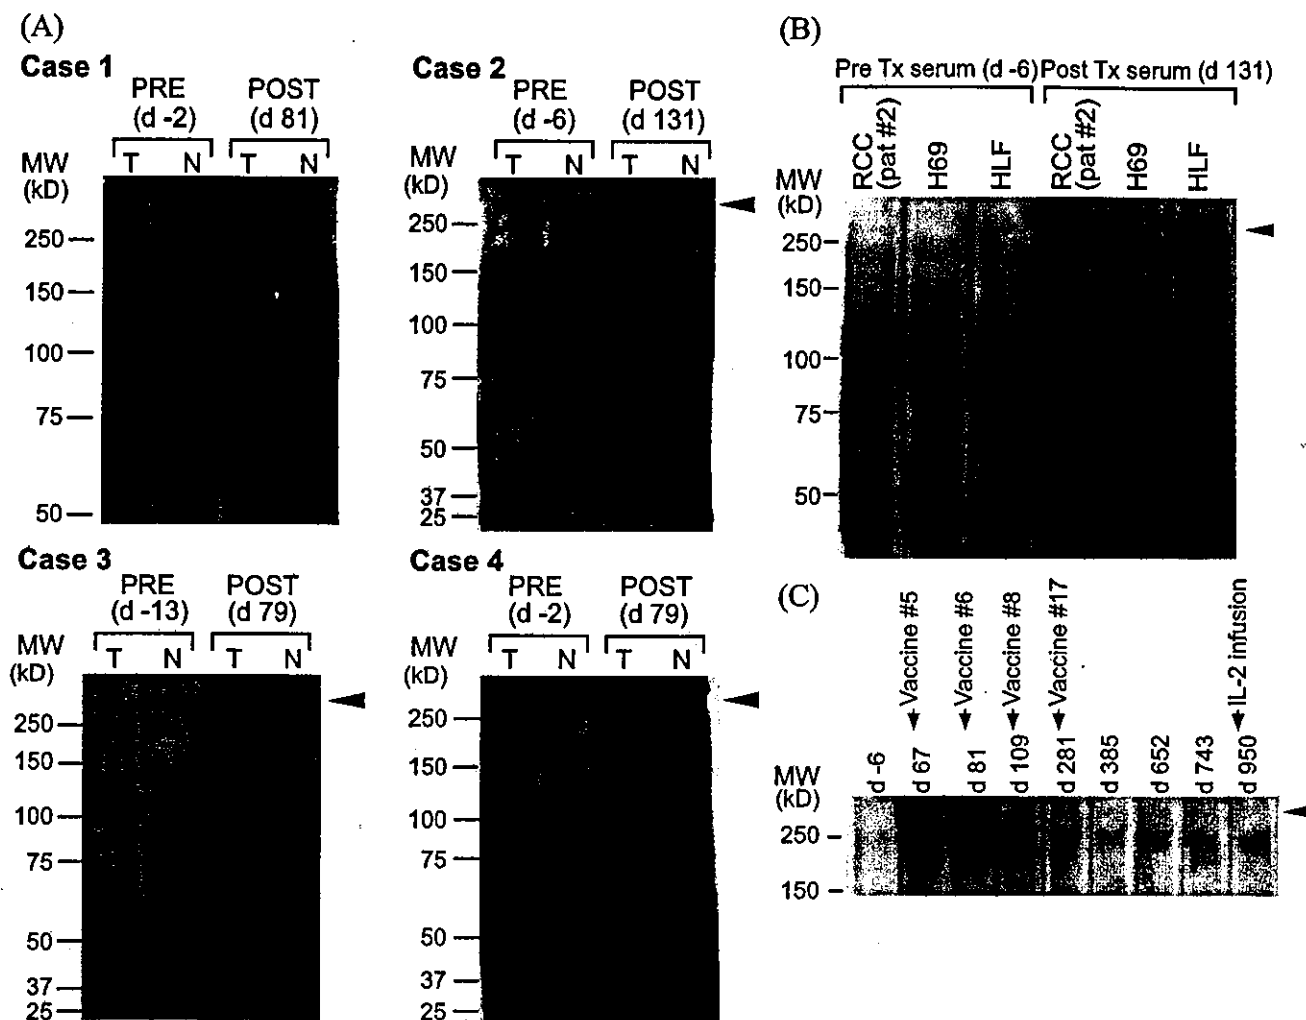 (A)
Case 1
PRE
(d -2)
POST
(d 81)
T N T N
MW
(kD)
250
150
100
75
50
Case 2
PRE
(d -6)
POST
(d 131)
T N T N
MW
(kD)
250
150
100
75
50
37
25
Case 3
PRE
(d -13)
POST
(d 79)
T N T N
MW
(kD)
250
150
100
75
50
37
25
Case 4
PRE
(d -2)
POST
(d 79)
T N T N
MW
(kD)
250
150
100
75
50
37
25
(B)
Pre Tx serum (d -6) Post Tx serum (d 131)
RCC
(pat #2)
H69
HLF
RCC
(pat #2)
H69
HLF
MW
(kD)
250
150
100
75
50
(C)
Vaccine #5
Vaccine #6
Vaccine #8
Vaccine #17
IL-2 infusion
d -6
d 67
d 81
d 109
d 281
d 385
d 652
d 743
d 950
MW
(kD)
250
150